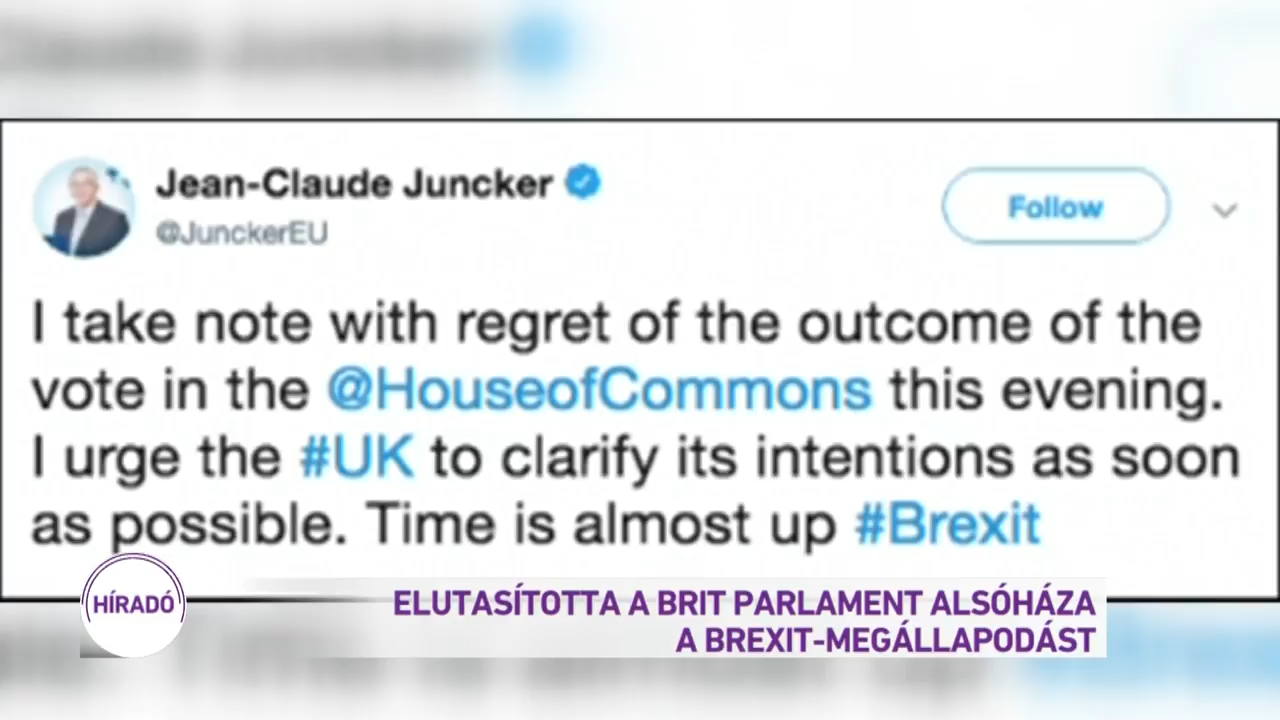 Jean-Claude Juncker
@JunckerEU
Follow
I take note with regret of the outcome of the
vote in the @HouseofCommons this evening.
I urge the #UK to clarify its intentions as soon
as possible. Time is almost up #Brexit
HÍRADÓ
ELUTASÍTOTTA A BRIT PARLAMENT ALSÓHÁZA
A BREXIT-MEGÁLLAPODÁST